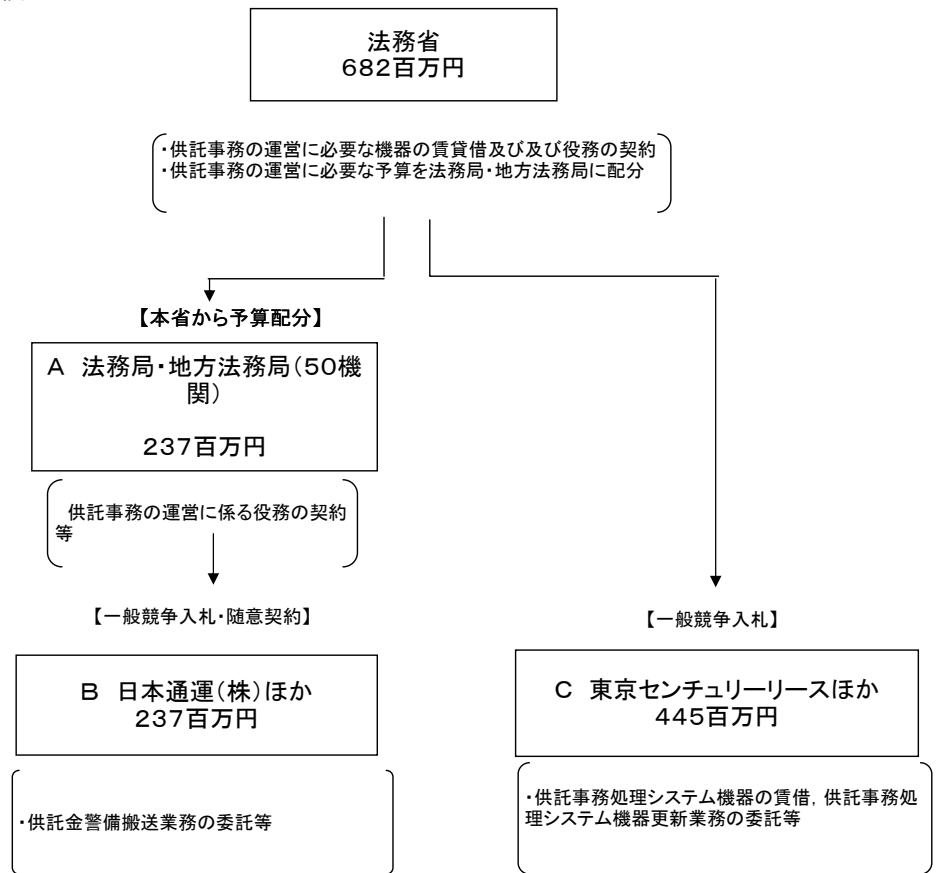 法務省
682百万円
・供託事務の運営に必要な機器の賃貸借及び及び役務の契約
・供託事務の運営に必要な予算を法務局・地方法務局に配分
【本省から予算配分】
A 法務局・地方法務局(50機
関)
237百万円
供託事務の運営に係る役務の契約
等
【一般競争入札・随意契約】
B 日本通運(株)ほか
237百万円
・供託金警備搬送業務の委託等
【一般競争入札】
C 東京センチュリーリースほか
445百万円
・供託事務処理システム機器の賃借,供託事務処
理システム機器更新業務の委託等